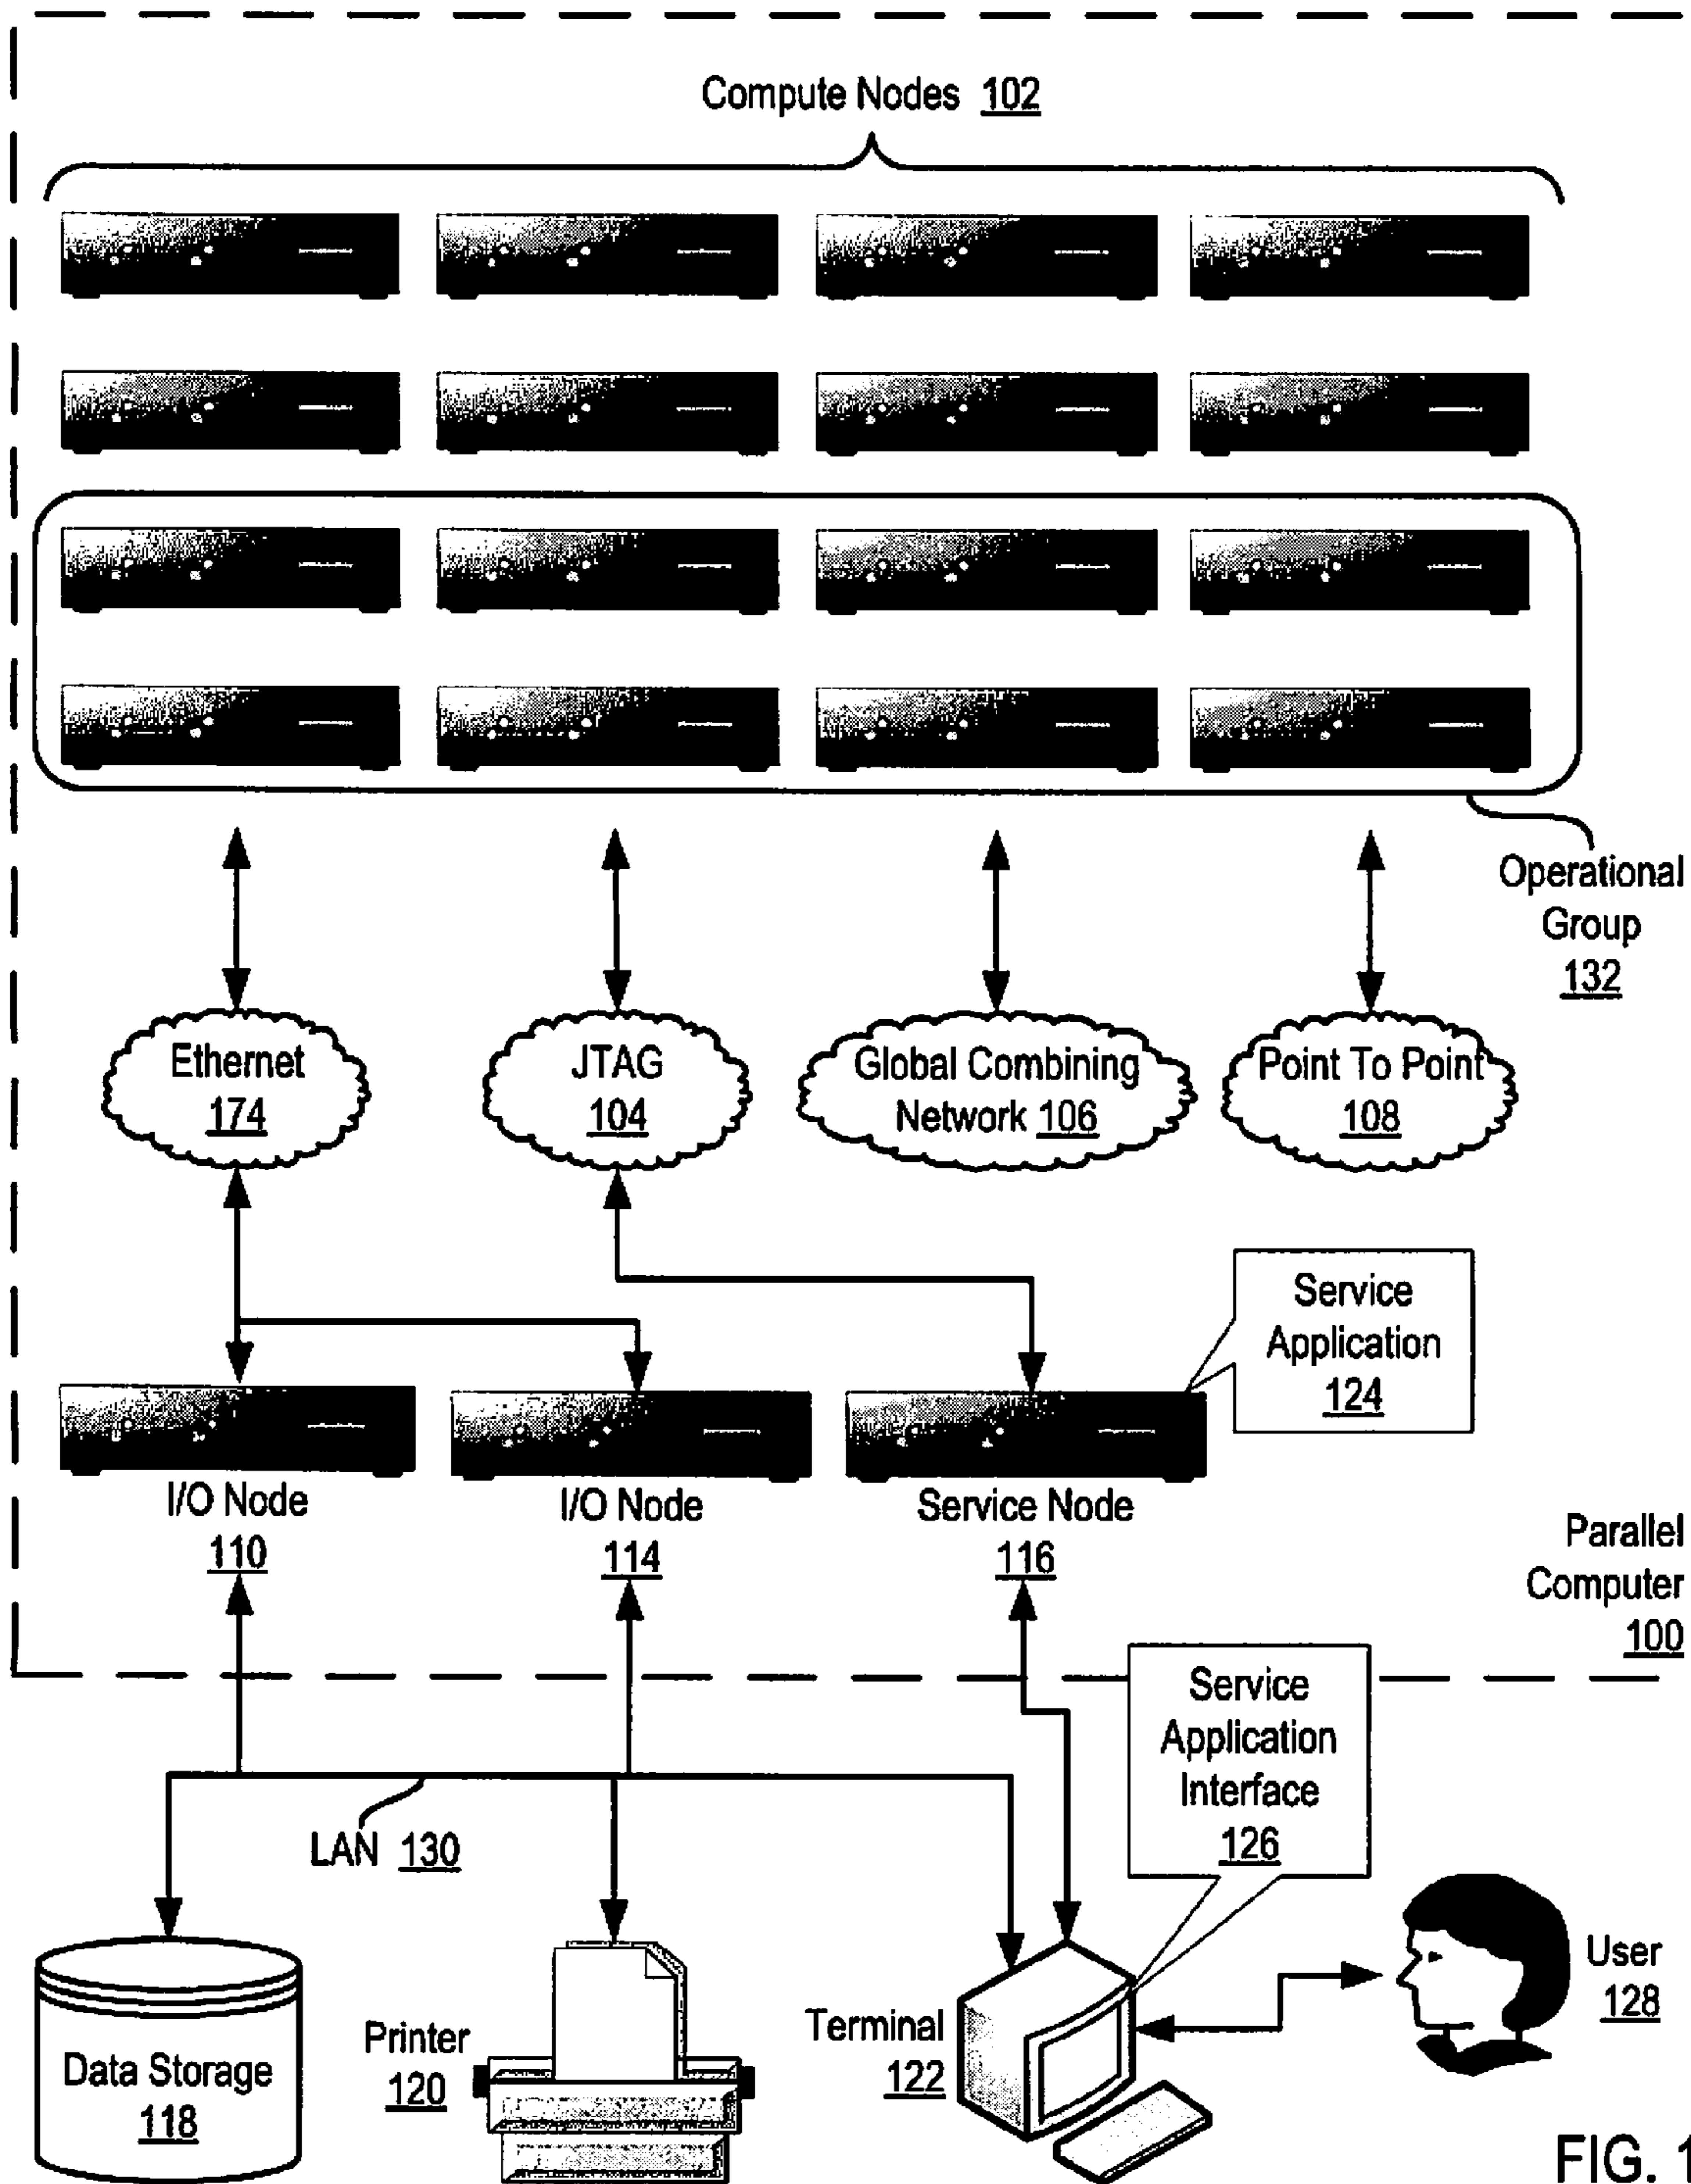 Compute Nodes 102
Operational
Group
132
Ethernet
174
JTAG
104
Global Combining
Network 106
Point To Point
108
Service
Application
124
I/O Node
110
I/O Node
114
Service Node
116
Parallel
Computer
100
Service
Application
Interface
126
LAN 130
Data Storage
118
Printer
120
Terminal
122
User
128
FIG. 1